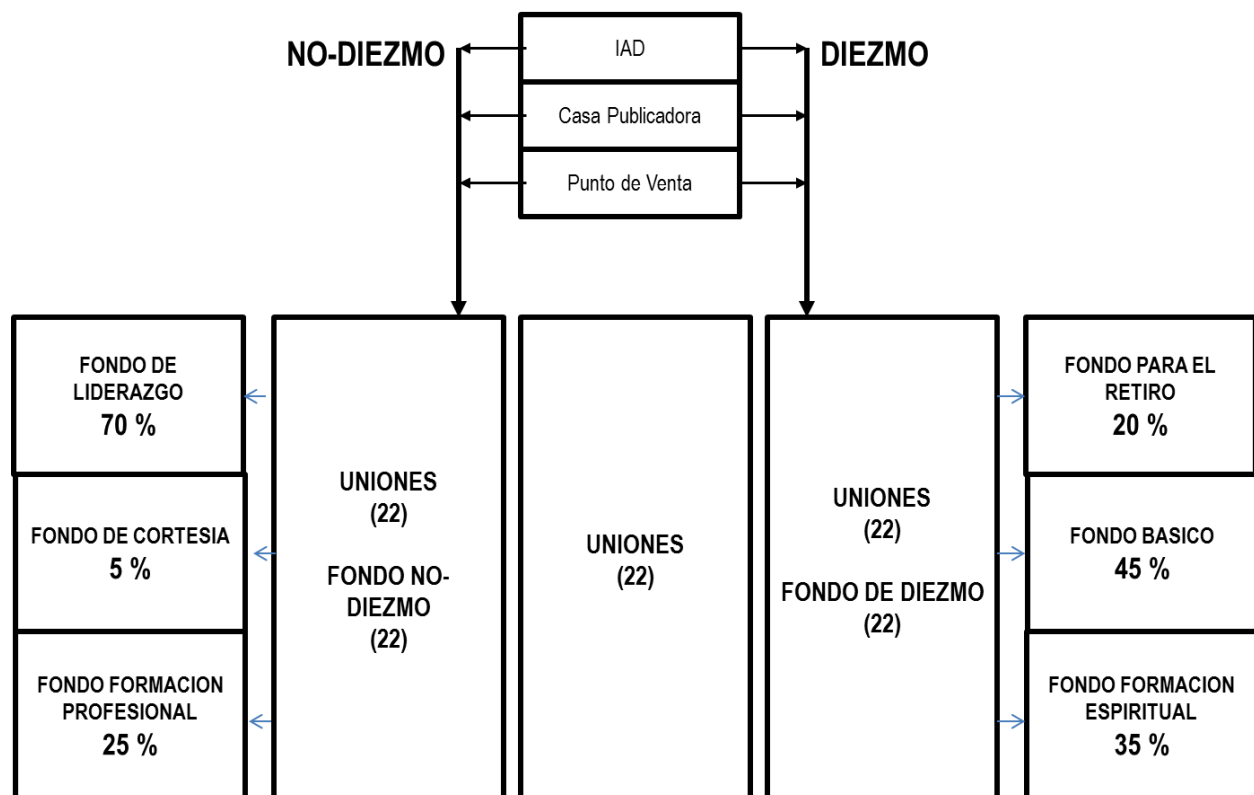 NO-DIEZMO
IAD
DIEZMO
Casa Publicadora
Punto de Venta
FONDO DE
LIDERAZGO
70 %
FONDO DE CORTESIA
5 %
FONDO FORMACION
PROFESIONAL
25 %
UNIONES
(22)
FONDO NO-
DIEZMO
(22)
UNIONES
(22)
UNIONES
(22)
FONDO DE DIEZMO
(22)
FONDO PARA EL
RETIRO
20 %
FONDO BASICO
45 %
FONDO FORMACION
ESPIRITUAL
35 %